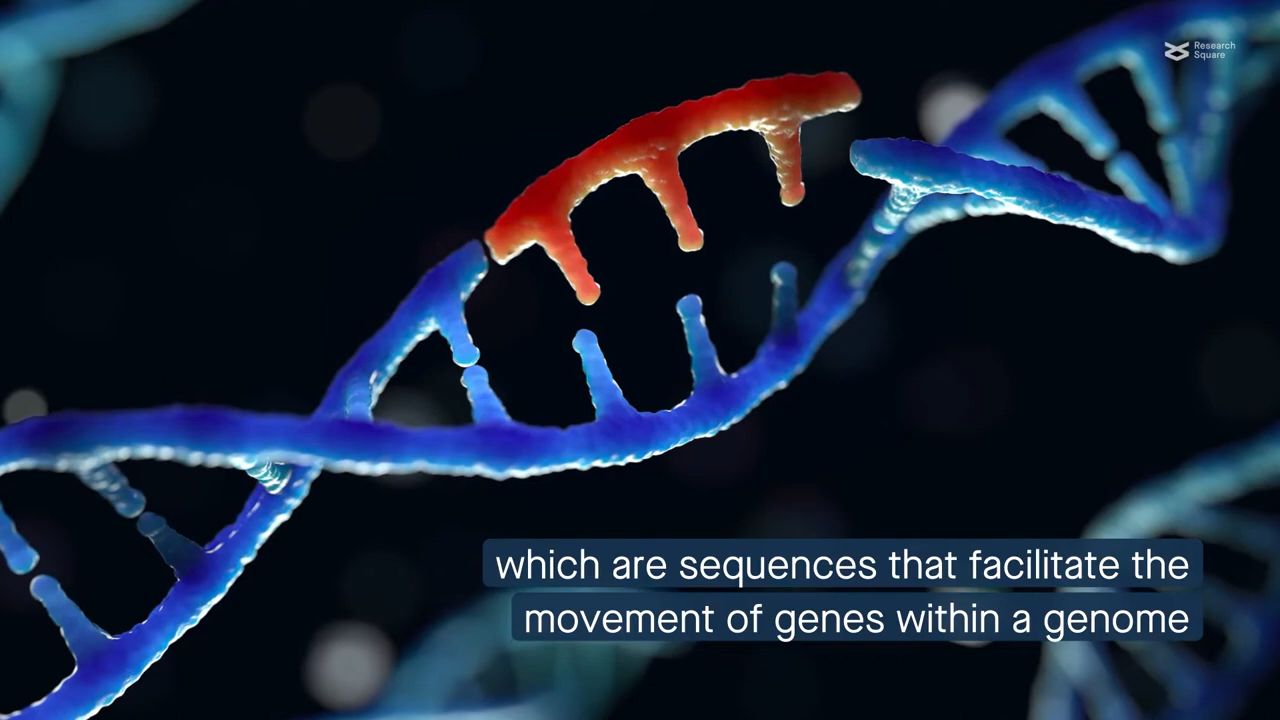 Research
Square
which are sequences that facilitate the
movement of genes within a genome